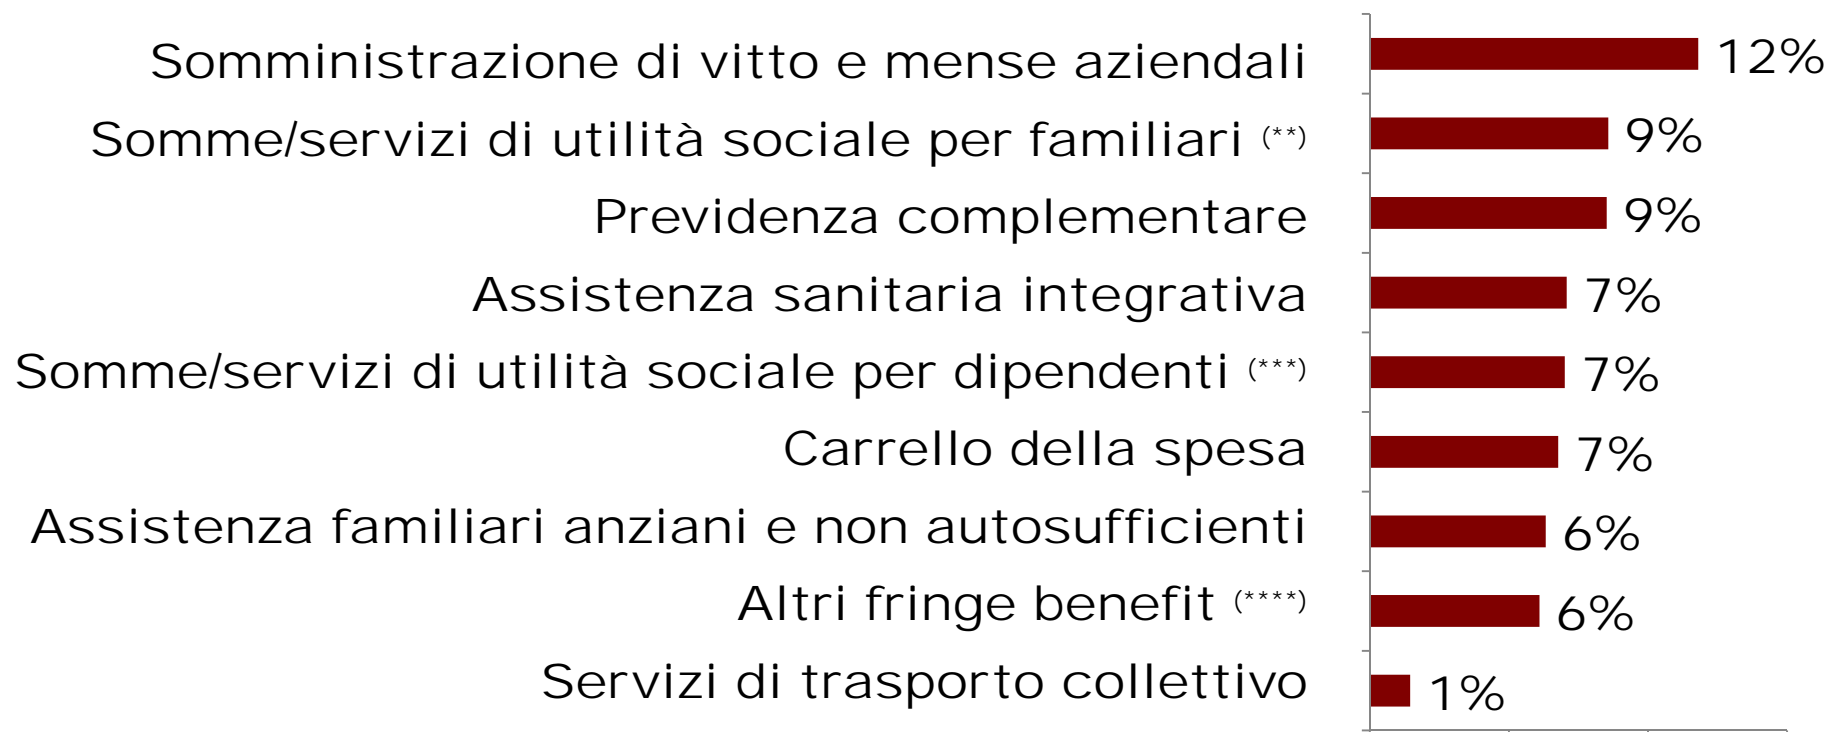 Somministrazione di vitto e mense aziendali 12%
Somme/servizi di utilità sociale per familiari (**) 9%
Previdenza complementare 9%
Assistenza sanitaria integrativa 7%
Somme/servizi di utilità sociale per dipendenti (***) 7%
Carrello della spesa 7%
Assistenza familiari anziani e non autosufficienti 6%
Altri fringe benefit (****) 6%
Servizi di trasporto collettivo 1%